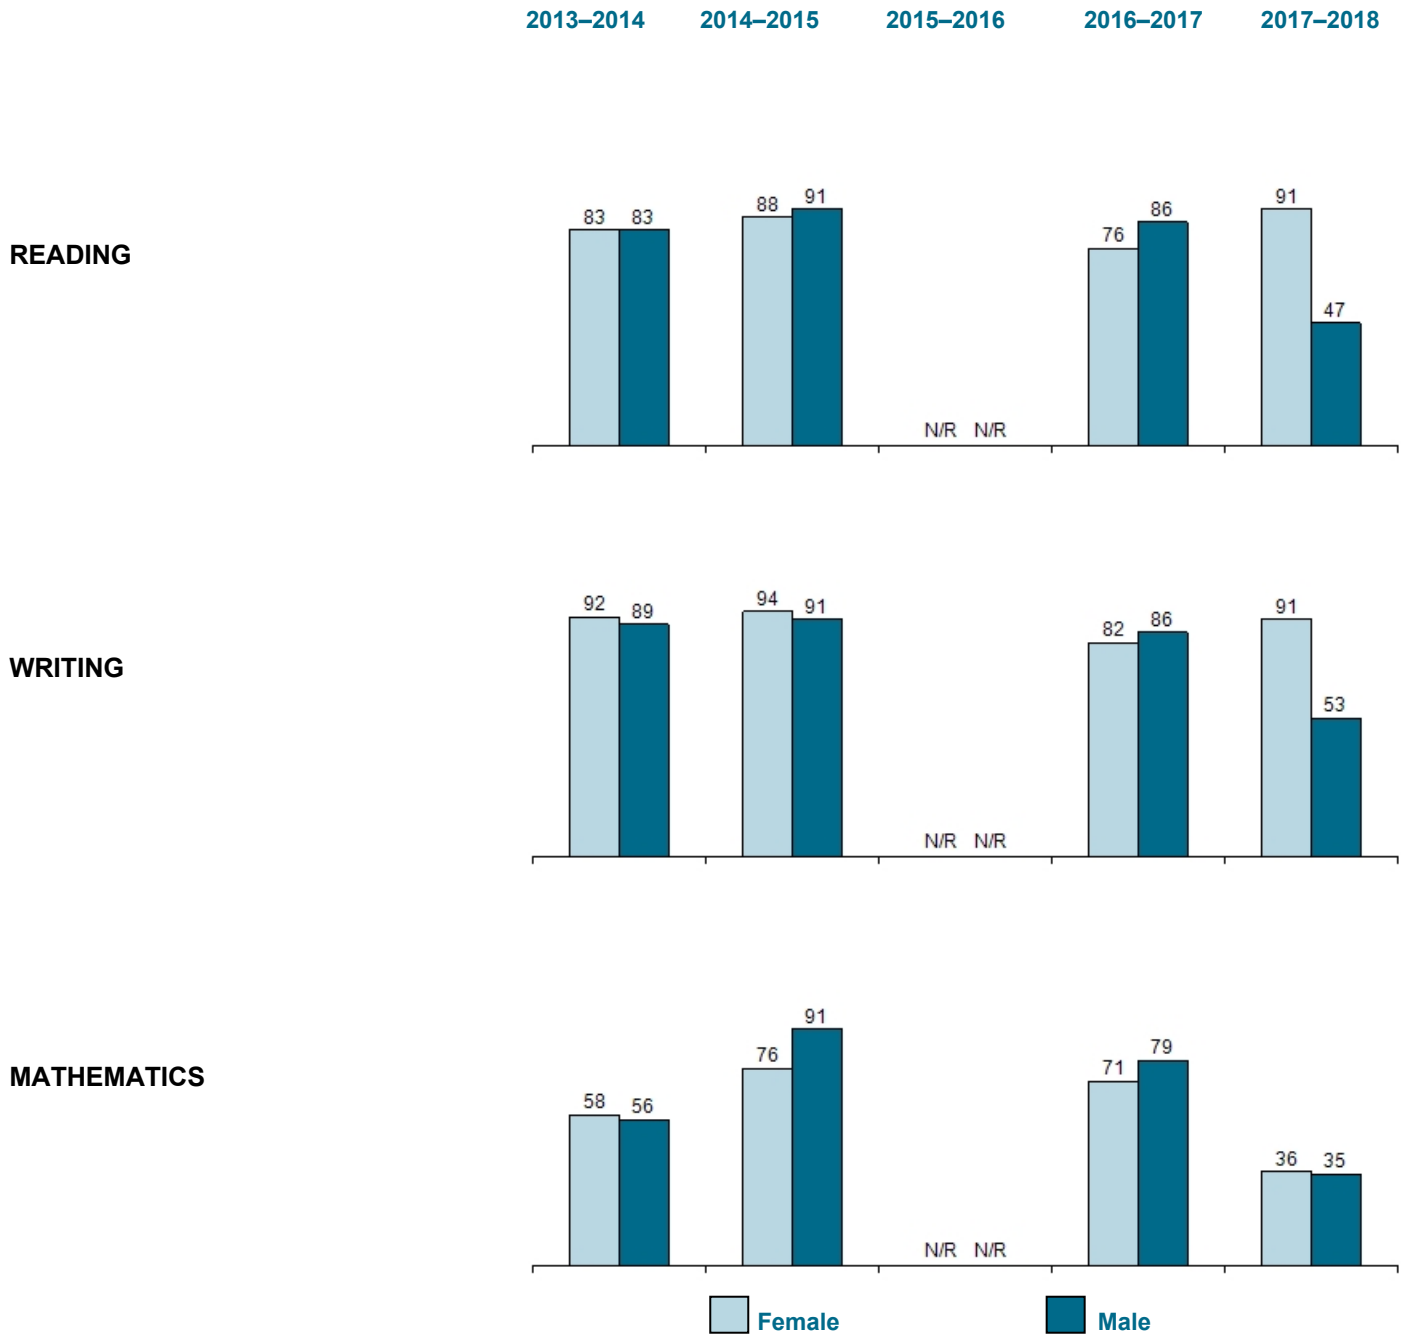 2013–2014 2014–2015 2015–2016 2016–2017 2017–2018
READING
83 83 88 91 N/R N/R 76 86 91 47
WRITING
92 89 94 91 N/R N/R 82 86 91 53
MATHEMATICS
58 56 76 91 N/R N/R 71 79 36 35
Female Male